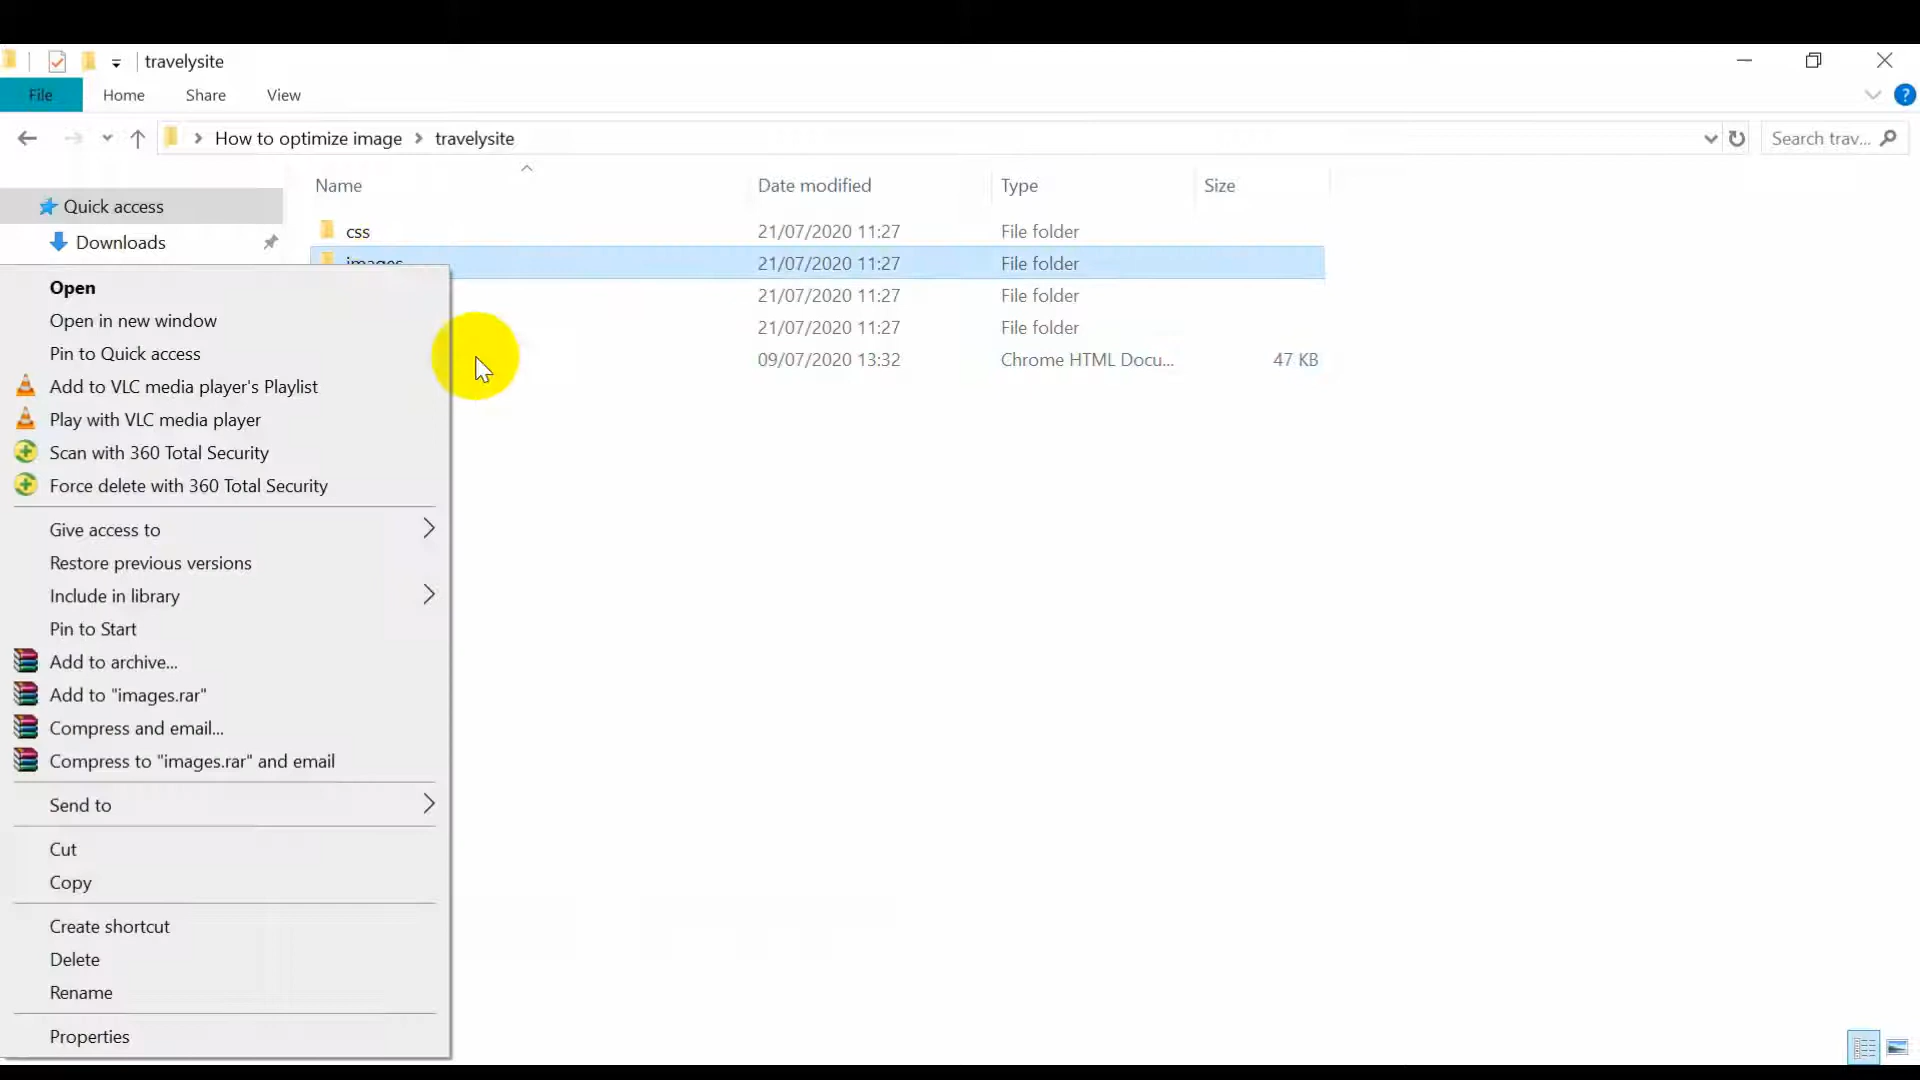 travelysite
File Home Share View
How to optimize image travelysite
Search trav...
Name Date modified Type Size
Quick access
Downloads
css 21/07/2020 11:27 File folder
images 21/07/2020 11:27 File folder
21/07/2020 11:27 File folder
21/07/2020 11:27 File folder
09/07/2020 13:32 Chrome HTML Docu... 47 KB
Open
Open in new window
Pin to Quick access
Add to VLC media player's Playlist
Play with VLC media player
Scan with 360 Total Security
Force delete with 360 Total Security
Give access to
Restore previous versions
Include in library
Pin to Start
Add to archive...
Add to "images.rar"
Compress and email...
Compress to "images.rar" and email
Send to
Cut
Copy
Create shortcut
Delete
Rename
Properties